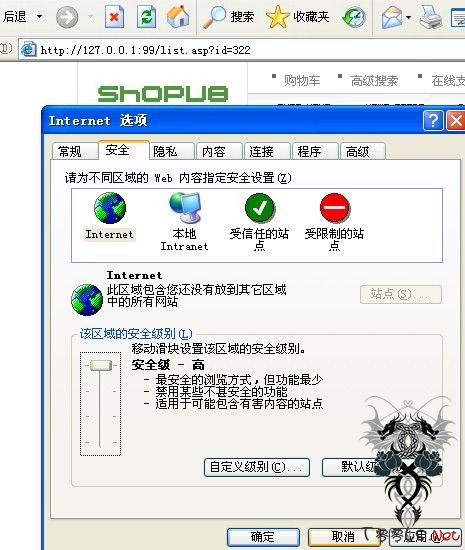 后退 搜索 收藏夹
http://127.0.0.1:99/list.asp?id=322
SHOPU8
购物车 高级搜索 在线支
Internet 选项
常规 安全 隐私 内容 连接 程序 高级
请为不同区域的 Web 内容指定安全设置(Z)
Internet 本地 Intranet 受信任的站点 受限制的站点
Internet
此区域包含您还没有放到其它区域
中的所有网站
站点(S)...
该区域的安全级别(L)
移动滑块设置该区域的安全级别。
安全级 - 高
- 最安全的浏览方式，但功能最少
- 禁用某些不甚安全的功能
- 适用于可能包含有害内容的站点
自定义级别(C)... 默认级
确定 取消 应用(A)